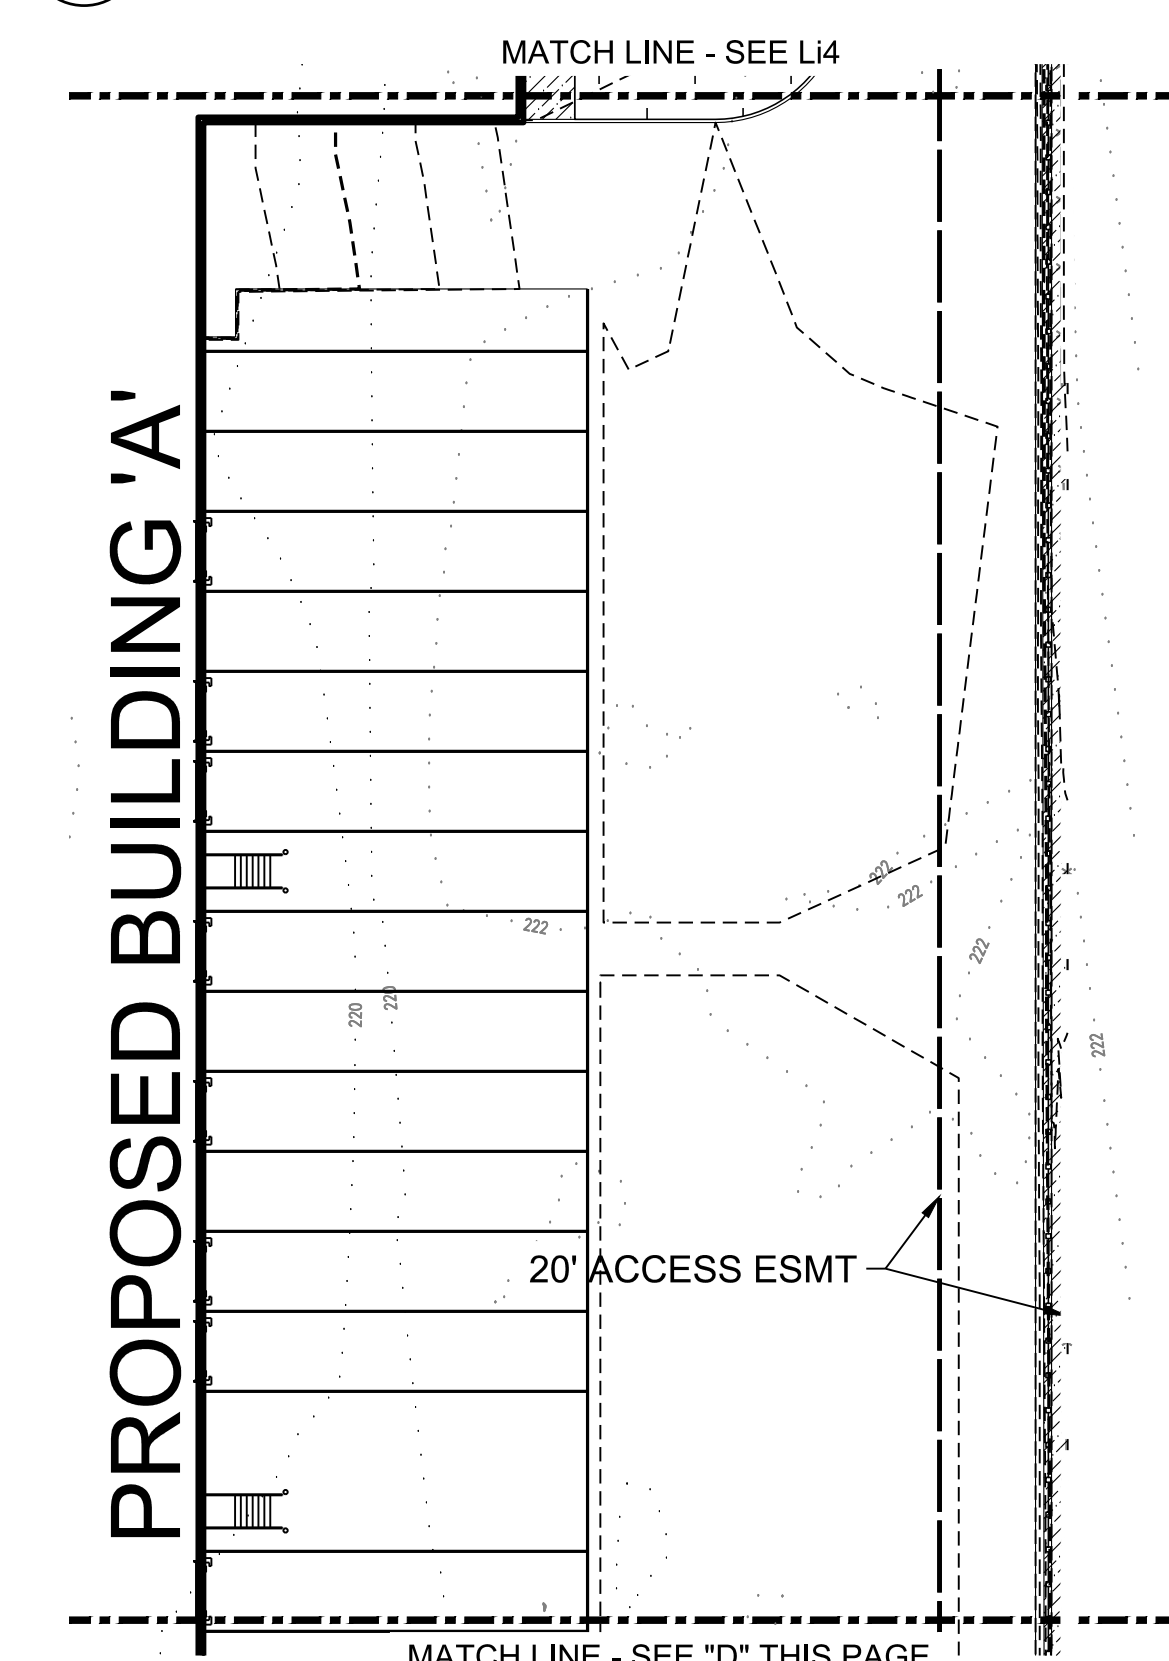 MATCH LINE - SEE Li4
PROPOSED BUILDING 'A'
222
222
222
222
220
220
222
20' ACCESS ESMT
MATCH LINE - SEE "D" THIS PAGE